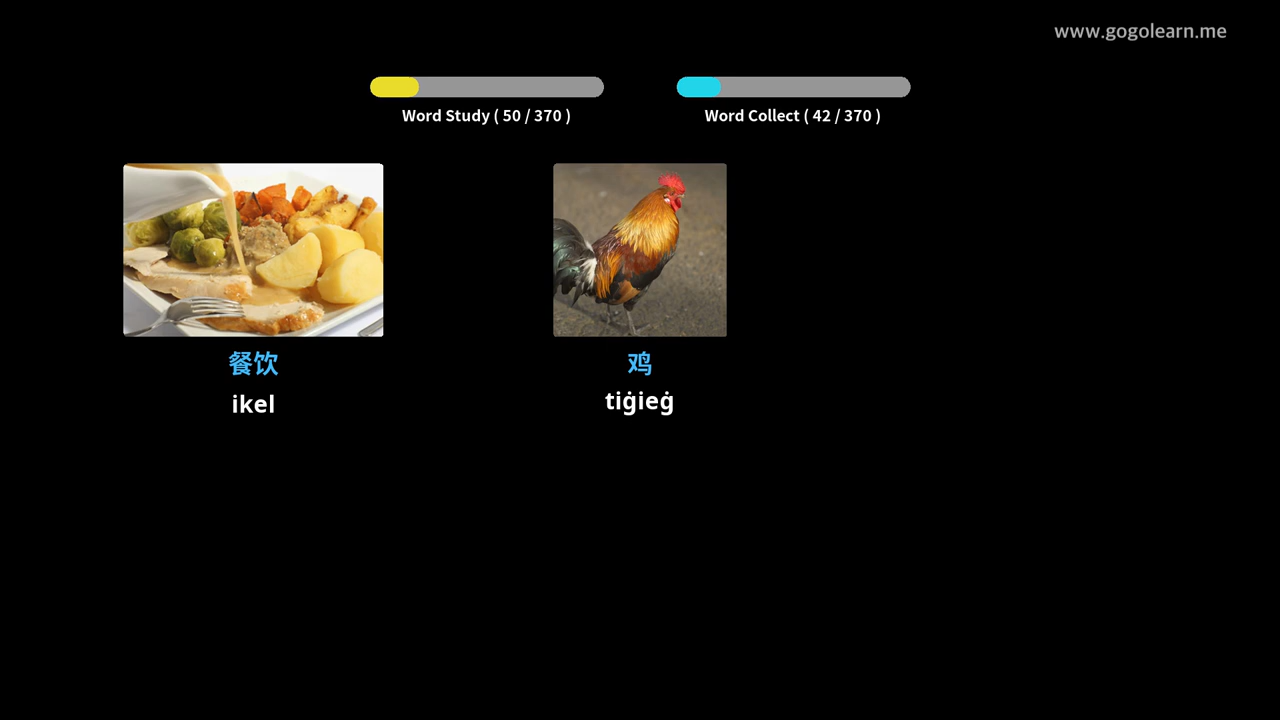 www.gogolearn.me
Word Study ( 50 / 370 )
Word Collect ( 42 / 370 )
餐饮
ikel
鸡
tiġieġ